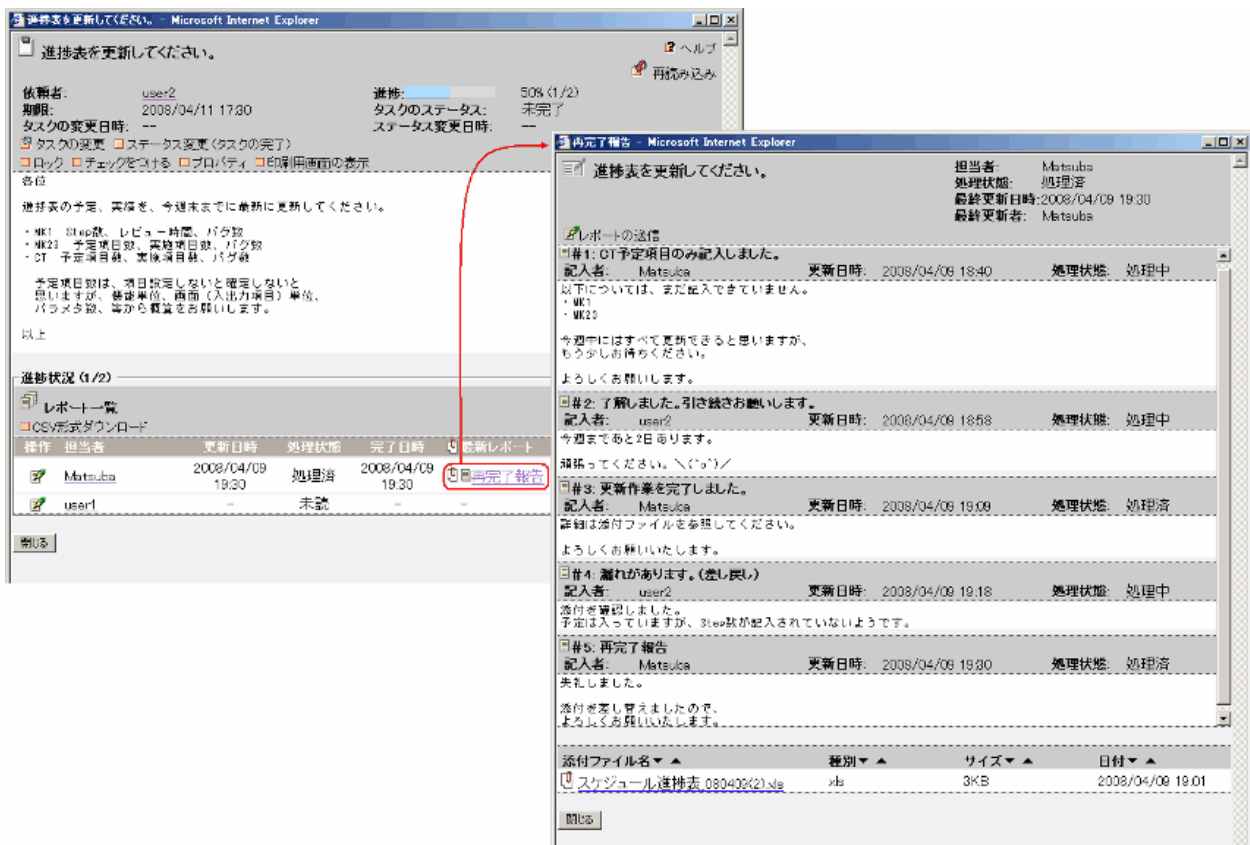 進捗表を更新してください。 - Microsoft Internet Explorer
進捗表を更新してください。
ヘルプ
再読み込み
依頼者: user2 進捗: 50% (1/2)
期限: 2008/04/11 17:30 タスクのステータス: 未完了
タスクの変更日時: -- ステータス変更日時: --
タスクの変更 ステータス変更(タスクの完了)
ロック チェックをつける プロパティ 印刷用画面の表示
各位
進捗表の予定、実績を、今週末までに最新に更新してください。
・MK1 Step数、レビュー時間、バグ数
・MK23 予定項目数、実施項目数、バグ数
・CT 予定項目数、実施項目数、バグ数
予定項目数は、項目設定しないと確定しないと
思いますが、機能単位、画面（入出力項目）単位、
パラメタ数、等から概算をお願いします。
以上
進捗状況 (1/2)
レポート一覧
CSV形式ダウンロード
操作 担当者 更新日時 処理状態 完了日時 最新レポート
Matsuba 2008/04/09 19:30 処理済 2008/04/09 19:30 再完了報告
user1 - 未読 - -
閉じる
再完了報告 - Microsoft Internet Explorer
進捗表を更新してください。
担当者: Matsuba
処理状態: 処理済
最終更新日時:2008/04/09 19:30
最終更新者: Matsuba
レポートの送信
#1: CT予定項目のみ記入しました。
記入者: Matsuba 更新日時: 2008/04/09 18:40 処理状態: 処理中
以下については、まだ記入できていません。
・MK1
・MK23
今週中にはすべて更新できると思いますが、
もう少しお待ちください。
よろしくお願いします。
#2: 了解しました。引き続きお願いします。
記入者: user2 更新日時: 2008/04/09 18:58 処理状態: 処理中
今週まであと2日あります。
頑張ってください。＼(^o^)／
#3: 更新作業を完了しました。
記入者: Matsuba 更新日時: 2008/04/09 19:09 処理状態: 処理済
詳細は添付ファイルを参照してください。
よろしくお願いいたします。
#4: 漏れがあります。(差し戻し)
記入者: user2 更新日時: 2008/04/09 19:18 処理状態: 処理中
添付を確認しました。
予定は入っていますが、Step数が記入されていないようです。
#5: 再完了報告
記入者: Matsuba 更新日時: 2008/04/09 19:30 処理状態: 処理済
失礼しました。
添付を差し替えましたので、
よろしくお願いいたします。
添付ファイル名▼ ▲ 種別▼ ▲ サイズ▼ ▲ 日付▼ ▲
スケジュール進捗表_080409(2).xls xls 3KB 2008/04/09 19:01
閉じる